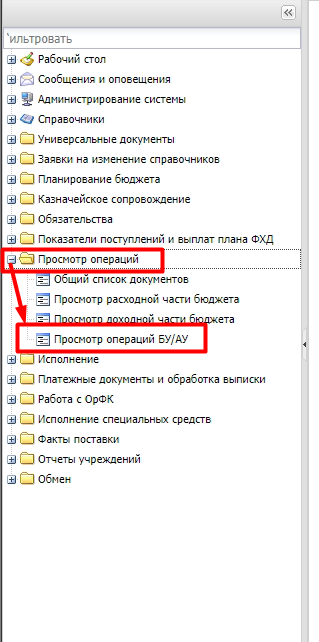 ильтровать
Рабочий стол
Сообщения и оповещения
Администрирование системы
Справочники
Универсальные документы
Заявки на изменение справочников
Планирование бюджета
Казначейское сопровождение
Обязательства
Показатели поступлений и выплат плана ФХД
Просмотр операций
Общий список документов
Просмотр расходной части бюджета
Просмотр доходной части бюджета
Просмотр операций БУ/АУ
Исполнение
Платежные документы и обработка выписки
Работа с ОрФК
Исполнение специальных средств
Факты поставки
Отчеты учреждений
Обмен